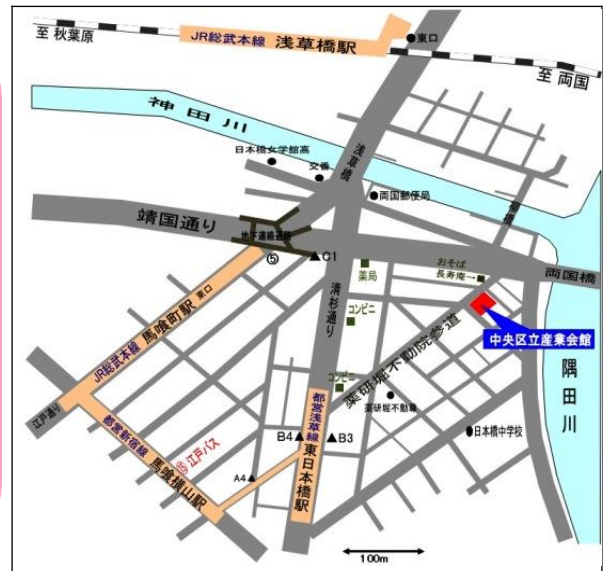 JR総武本線 浅草橋駅
東口
至 秋葉原
至 両国
神田川
日本橋女学館高
交番
浅草橋
両国郵便局
柳橋
靖国通り
地下連絡通路
⑤
C1
薬局
おそば
長寿庵
両国橋
清杉通り
コンビニ
中央区立産業会館
JR総武本線 馬喰町駅 東口
薬研堀不動院参道
隅田川
コンビニ
江戸通り
都営浅草線 東日本橋駅
都営新宿線 馬喰横山駅
江戸バス
B4
B3
日本橋中学校
A4
100m